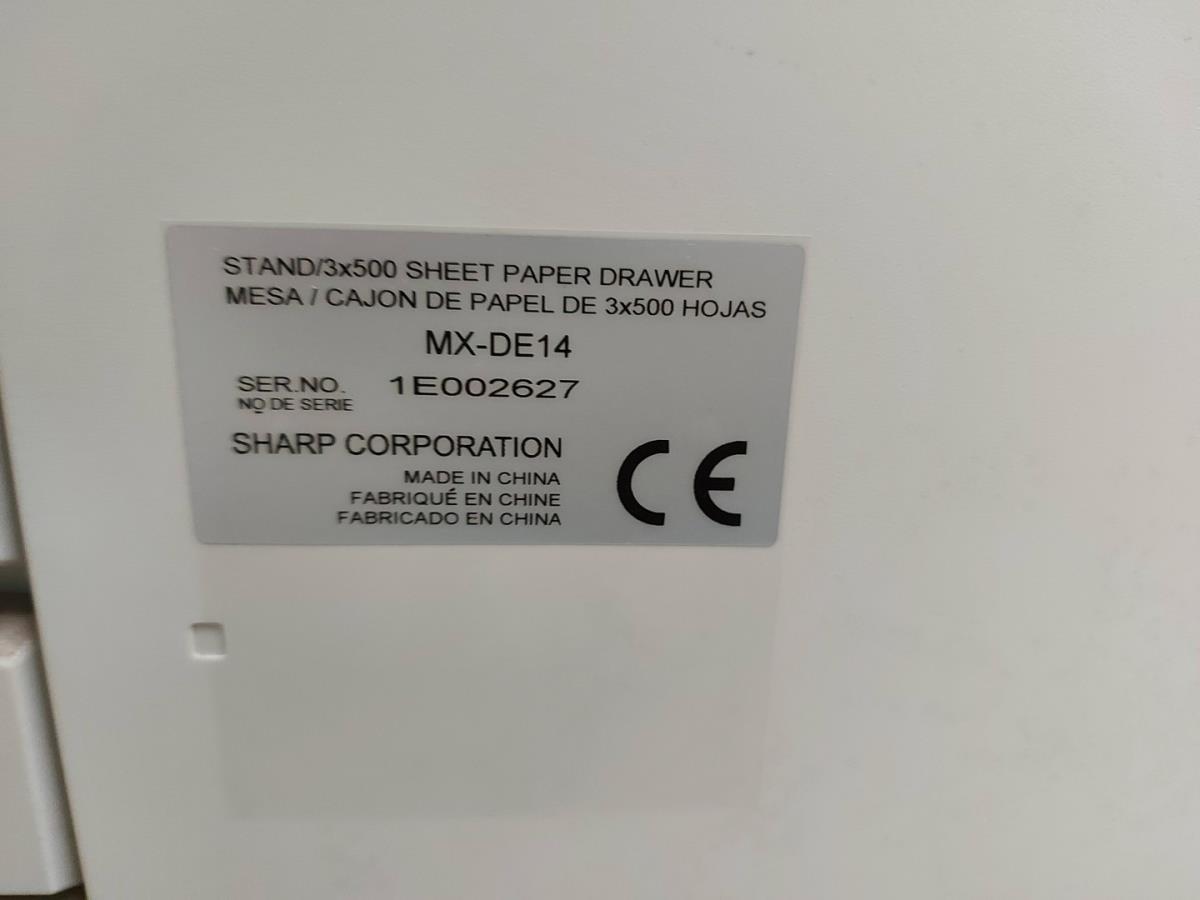 STAND/3x500 SHEET PAPER DRAWER
MESA / CAJON DE PAPEL DE 3x500 HOJAS
MX-DE14
SER.NO. 1E002627
NO DE SERIE
SHARP CORPORATION
MADE IN CHINA
FABRIQUÉ EN CHINE
FABRICADO EN CHINA
CE